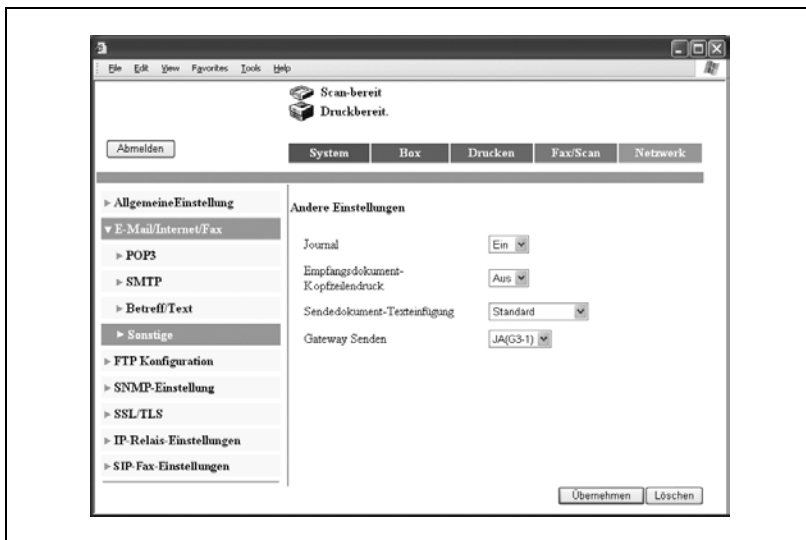 File Edit View Favorites Tools Help
Scan-bereit
Druckbereit.
Abmelden
System Box Drucken Fax/Scan Netzwerk
AllgemeineEinstellung
E-Mail/Internet/Fax
POP3
SMTP
Betreff/Text
Sonstige
FTP Konfiguration
SNMP-Einstellung
SSL/TLS
IP-Relais-Einstellungen
SIP-Fax-Einstellungen
Andere Einstellungen
Journal Ein
Empfangsdokument-
Kopfzeilendruck Aus
Sendedokument-Texteinfügung Standard
Gateway Senden JA(G3-1)
Übernehmen Löschen